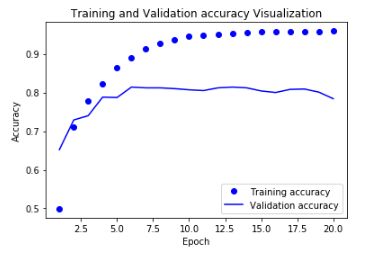 Training and Validation accuracy Visualization
Accuracy
0.9
0.8
0.7
0.6
0.5
Training accuracy
Validation accuracy
2.5 5.0 7.5 10.0 12.5 15.0 17.5 20.0
Epoch